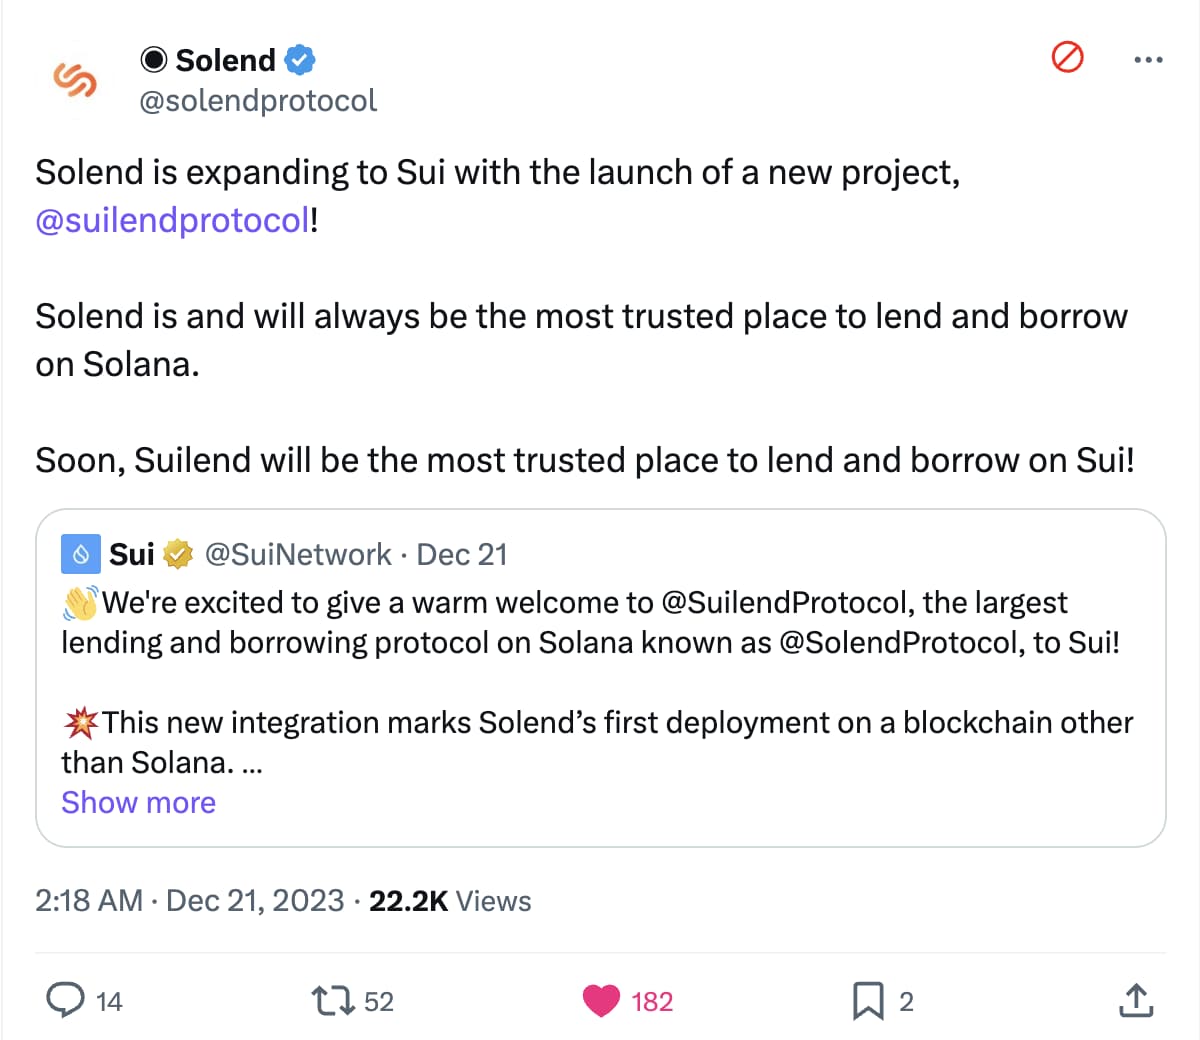 ◉ Solend
@solendprotocol
Solend is expanding to Sui with the launch of a new project,
@suilendprotocol!
Solend is and will always be the most trusted place to lend and borrow
on Solana.
Soon, Suilend will be the most trusted place to lend and borrow on Sui!
Sui @SuiNetwork · Dec 21
👋We're excited to give a warm welcome to @SuilendProtocol, the largest
lending and borrowing protocol on Solana known as @SolendProtocol, to Sui!
💥This new integration marks Solend’s first deployment on a blockchain other
than Solana. ...
Show more
2:18 AM · Dec 21, 2023 · 22.2K Views
14 52 182 2